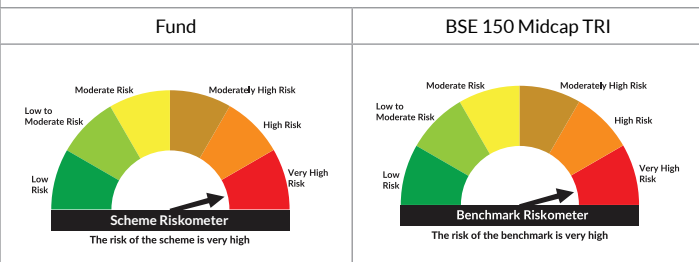 Fund
BSE 150 Midcap TRI
Moderate Risk
Moderately High Risk
Low to
Moderate Risk
High Risk
Low
Risk
Very High
Risk
Scheme Riskometer
The risk of the scheme is very high
Moderate Risk
Moderately High Risk
Low to
Moderate Risk
High Risk
Low
Risk
Very High
Risk
Benchmark Riskometer
The risk of the benchmark is very high